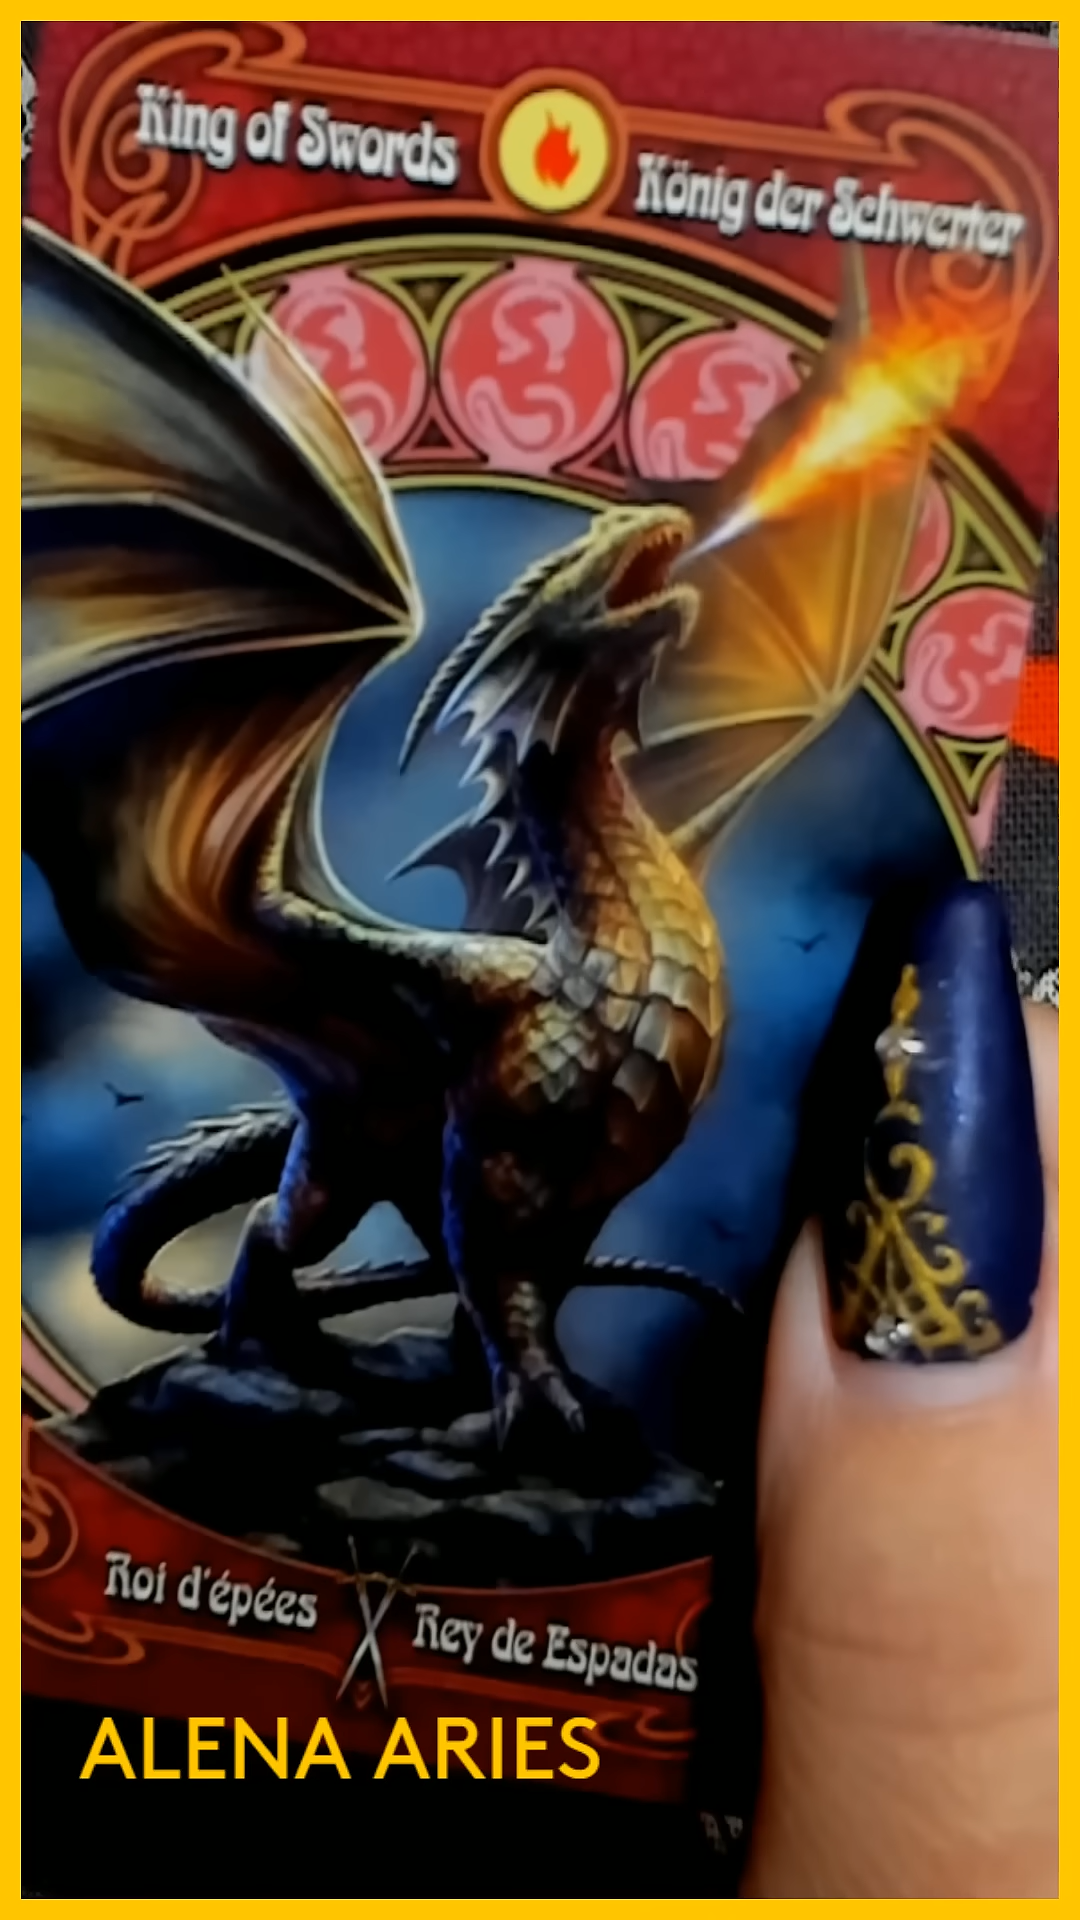 King of Swords
König der Schwerter
Roi d'épées
Rey de Espadas
ALENA ARIES